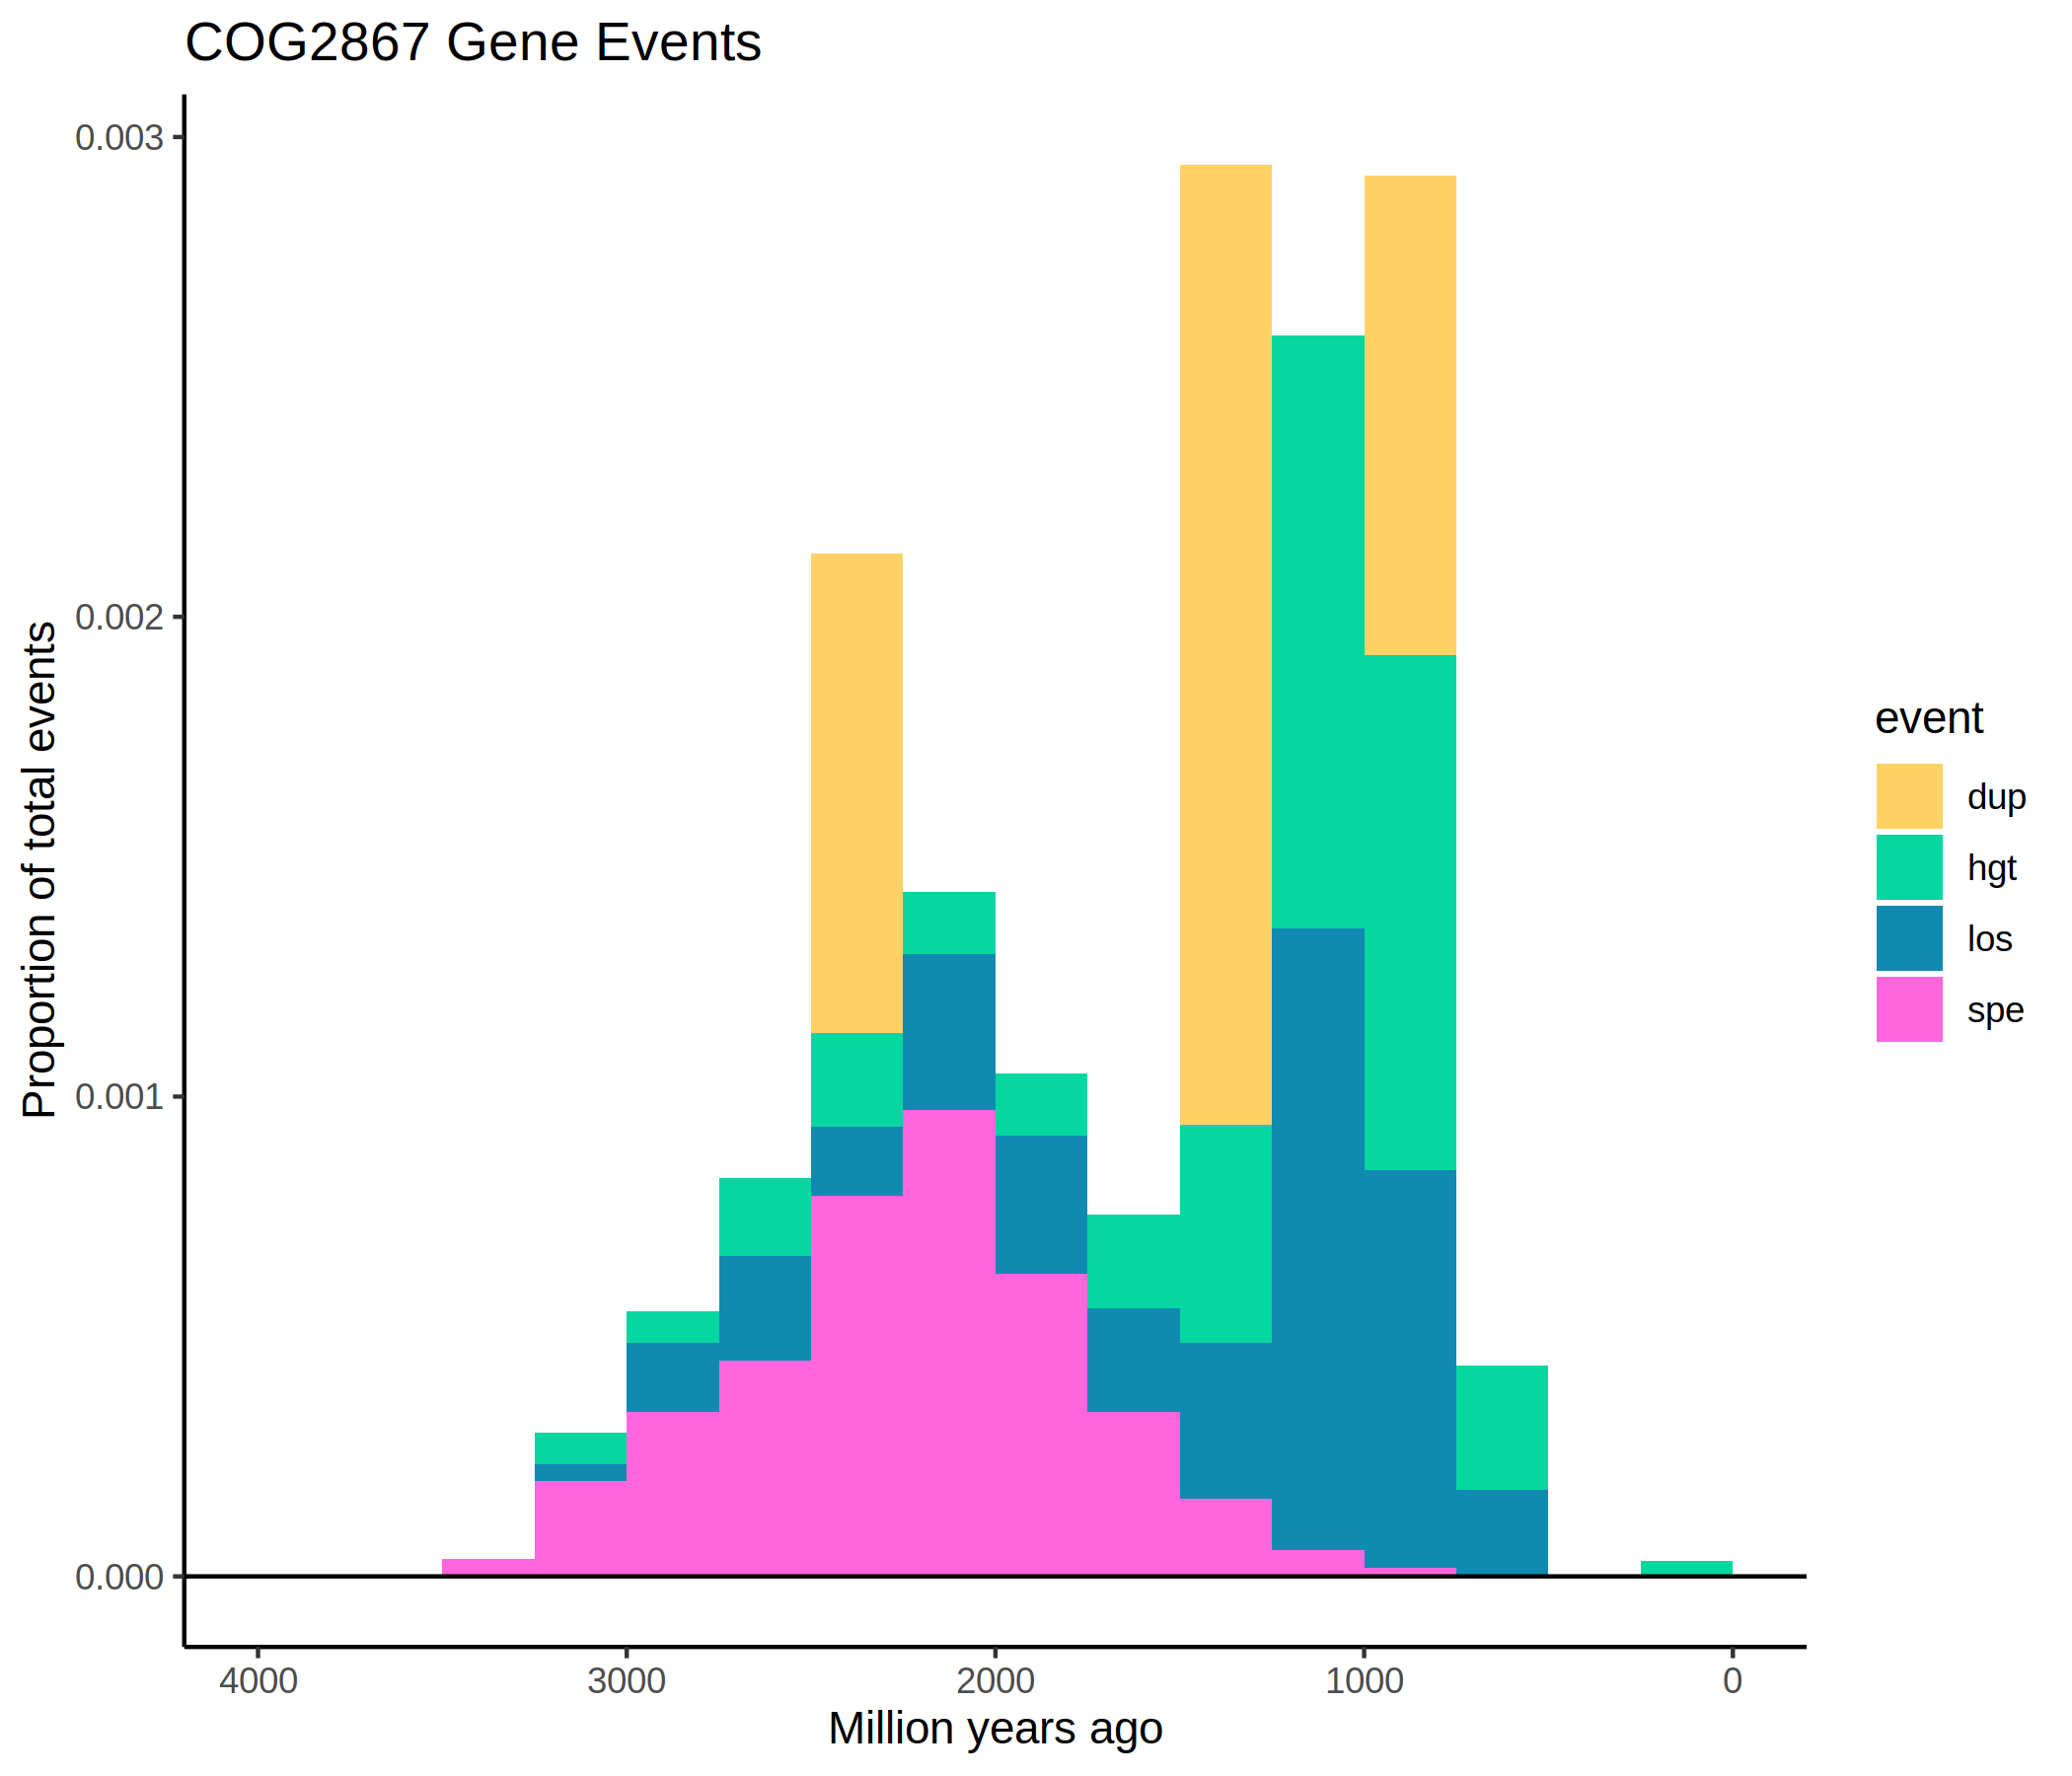 COG2867 Gene Events
Proportion of total events
0.003
0.002
0.001
0.000
4000 3000 2000 1000 0
Million years ago
event
dup
hgt
los
spe